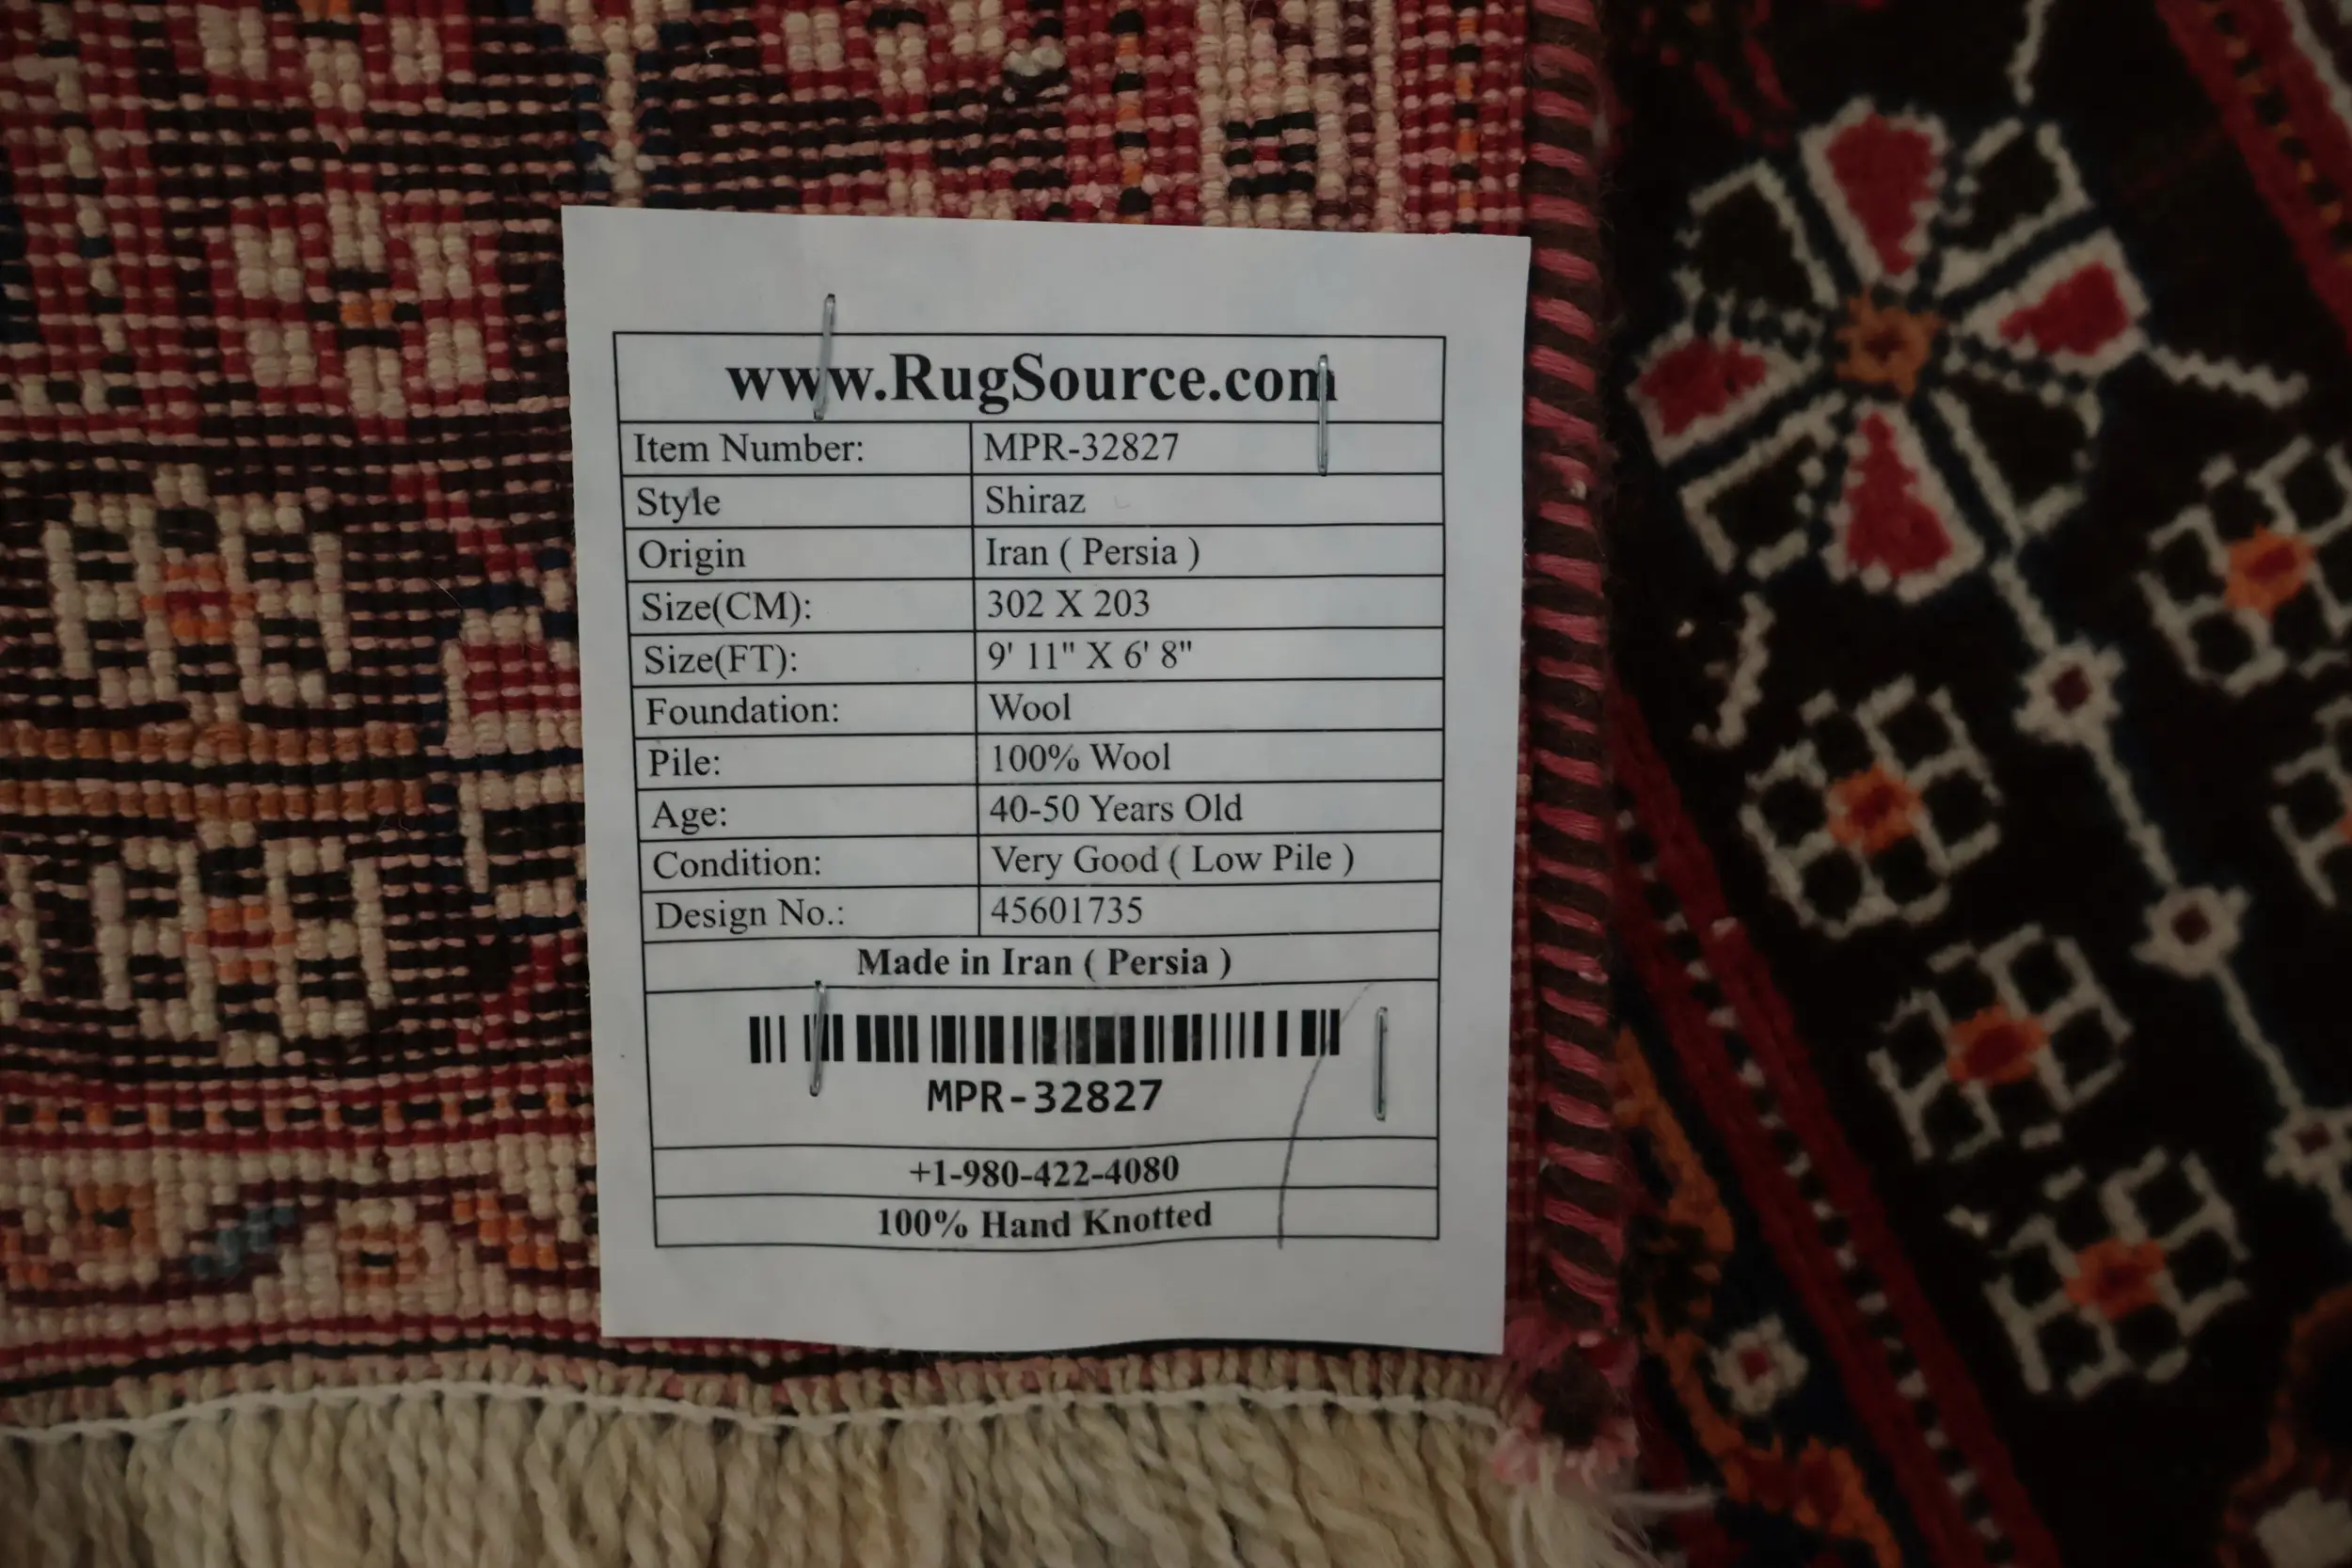 www.RugSource.com
Item Number: MPR-32827
Style Shiraz
Origin Iran ( Persia )
Size(CM): 302 X 203
Size(FT): 9' 11" X 6' 8"
Foundation: Wool
Pile: 100% Wool
Age: 40-50 Years Old
Condition: Very Good ( Low Pile )
Design No.: 45601735
Made in Iran ( Persia )
MPR-32827
+1-980-422-4080
100% Hand Knotted